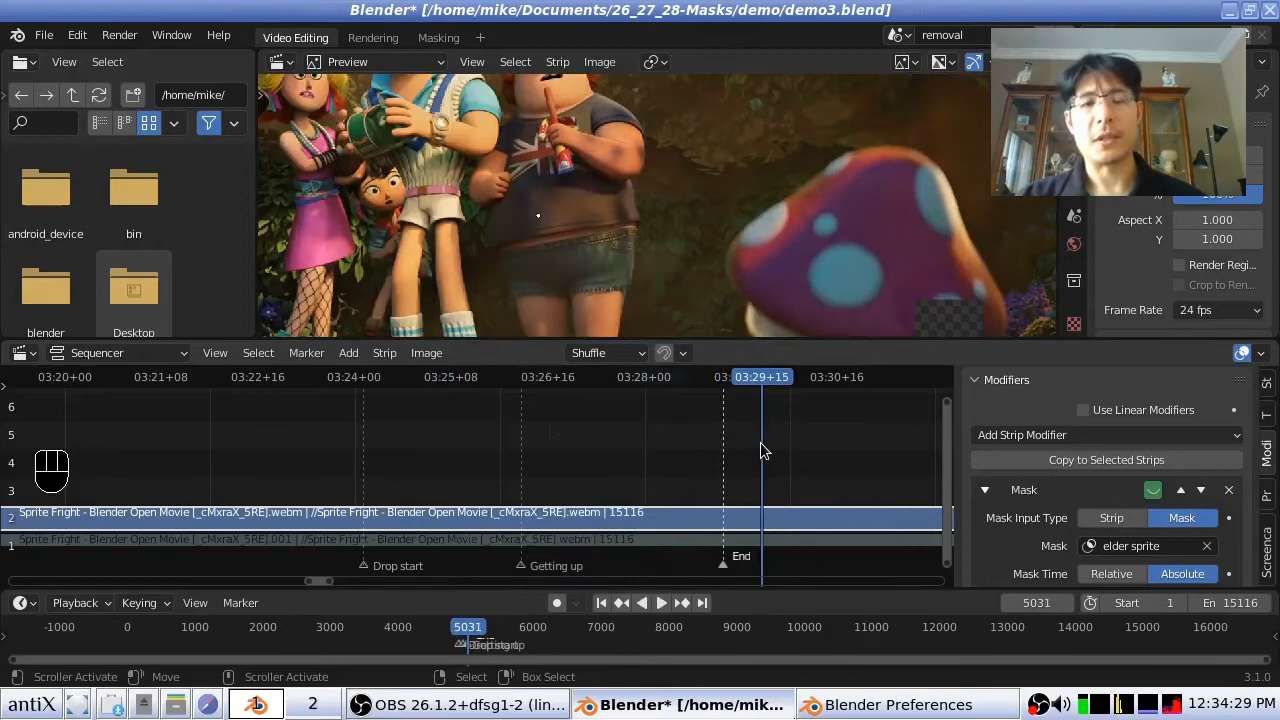 Blender* [/home/mike/Documents/26_27_28-Masks/demo/demo3.blend]
File Edit Render Window Help Video Editing Rendering Masking removal
View Select Preview View Select Strip Image
/home/mike/
android_device bin
blender Desktop
Aspect X 1.000
Y 1.000
Render Regi...
Crop to Ren...
Frame Rate 24 fps
Sequencer View Select Marker Add Strip Image Shuffle
03:20+00 03:21+08 03:22+16 03:24+00 03:25+08 03:26+16 03:28+00 03: 03:29+15 03:30+16
6
5
4
3
2 Sprite Fright - Blender Open Movie [_cMxraX_5RE].webm | //Sprite Fright - Blender Open Movie [_cMxraX_5RE].webm | 15116
1 Sprite Fright - Blender Open Movie [_cMxraX_5RE].001 | //Sprite Fright - Blender Open Movie [_cMxraX_5RE].webm | 15116
End
Drop start Getting up
Modifiers
Use Linear Modifiers
Add Strip Modifier
Copy to Selected Strips
Mask
Mask Input Type Strip Mask
Mask elder sprite
Mask Time Relative Absolute
St
T
Modi
Pr
Screenca
Playback Keying View Marker 5031 Start 1 En 15116
-1000 0 1000 2000 3000 4000 5031 6000 7000 8000 9000 10000 11000 12000 13000 14000 15000 16000
Scroller Activate Move Scroller Activate Select Box Select 3.1.0
antiX 1 2 OBS 26.1.2+dfsg1-2 (lin... Blender* [/home/mik... Blender Preferences 12:34:29 PM